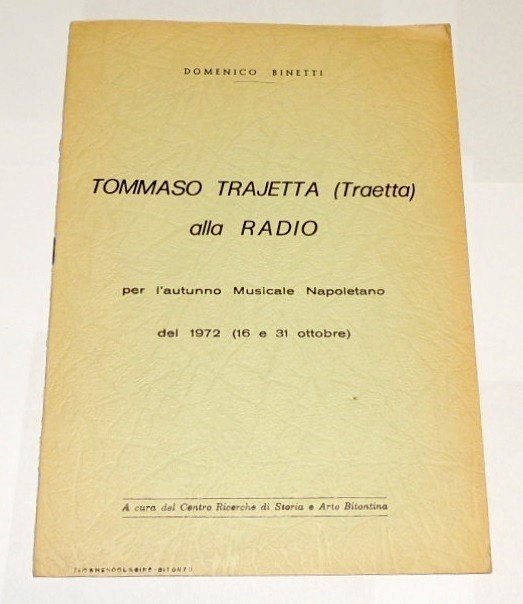 DOMENICO BINETTI
TOMMASO TRAJETTA (Traetta)
alla RADIO
per l'autunno Musicale Napoletano
del 1972 (16 e 31 ottobre)
A cura del Centro Ricerche di Storia e Arte Bitontina
BITONTO